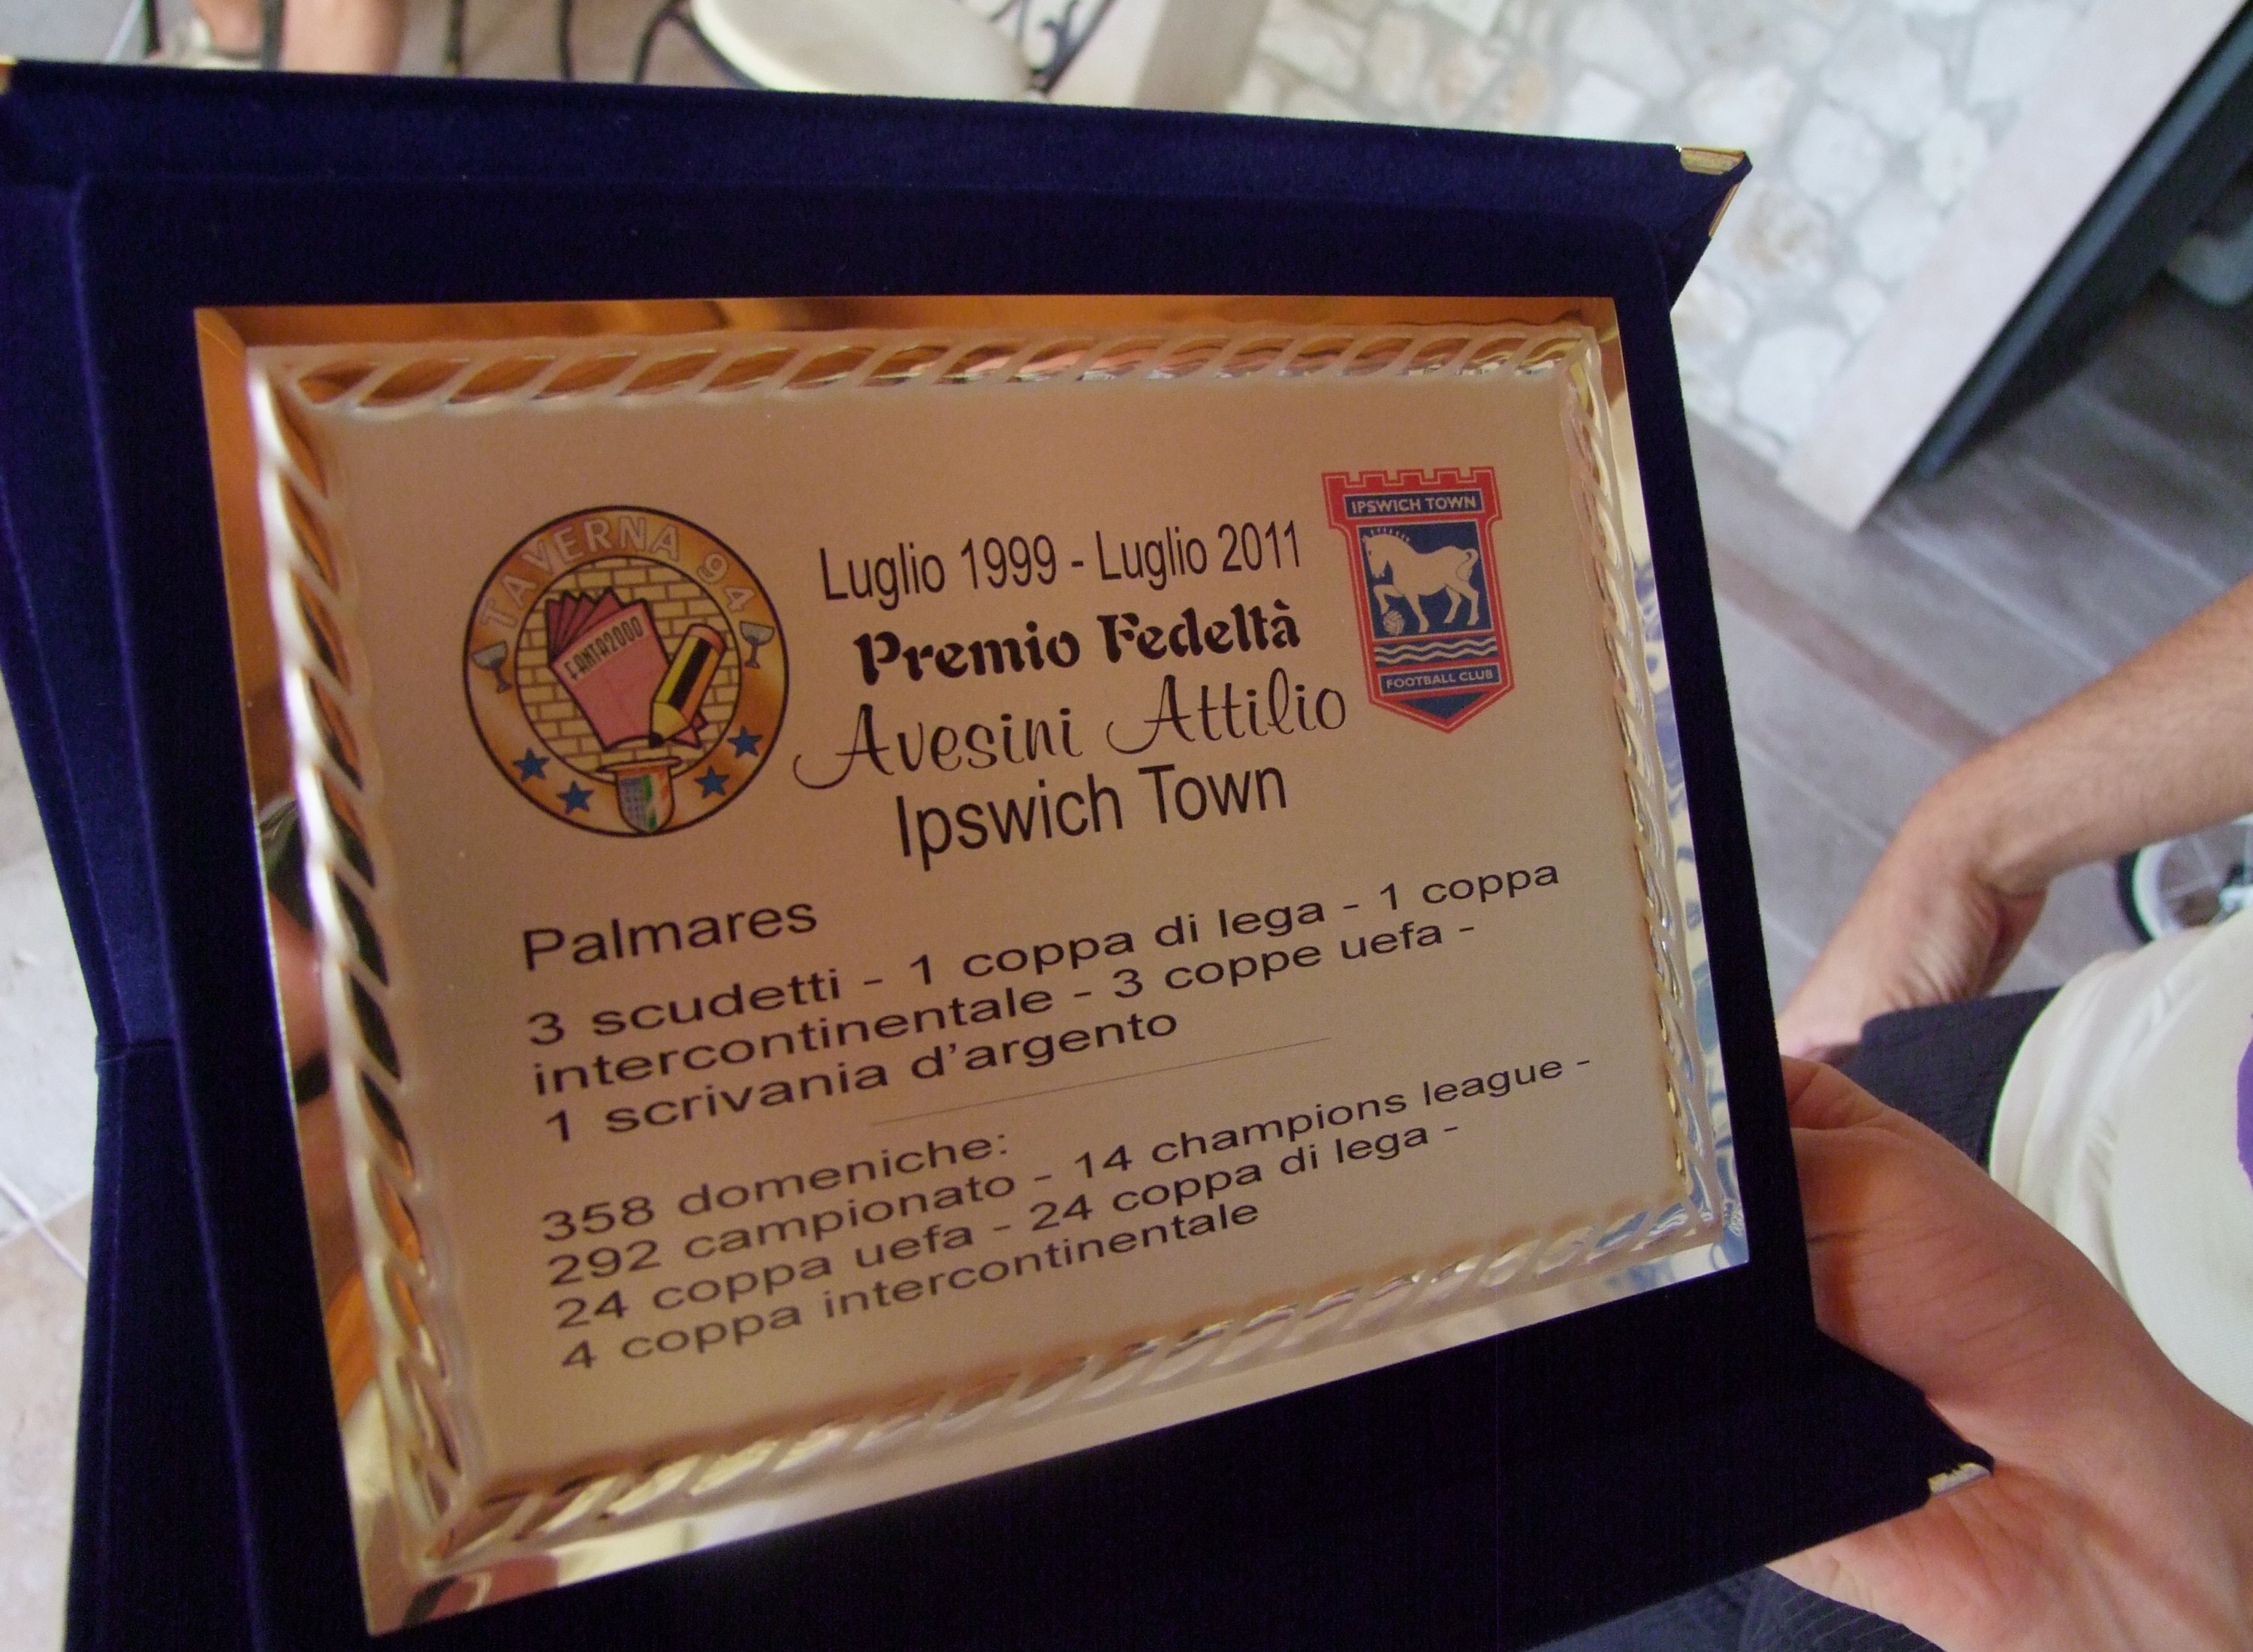 TAVERNA 94
FANTA2000
Luglio 1999 - Luglio 2011
Premio Fedeltà
Avesini Attilio
Ipswich Town
IPSWICH TOWN
FOOTBALL CLUB
Palmares
3 scudetti - 1 coppa di lega - 1 coppa
intercontinentale - 3 coppe uefa -
1 scrivania d'argento
358 domeniche:
292 campionato - 14 champions league -
24 coppa uefa - 24 coppa di lega -
4 coppa intercontinentale